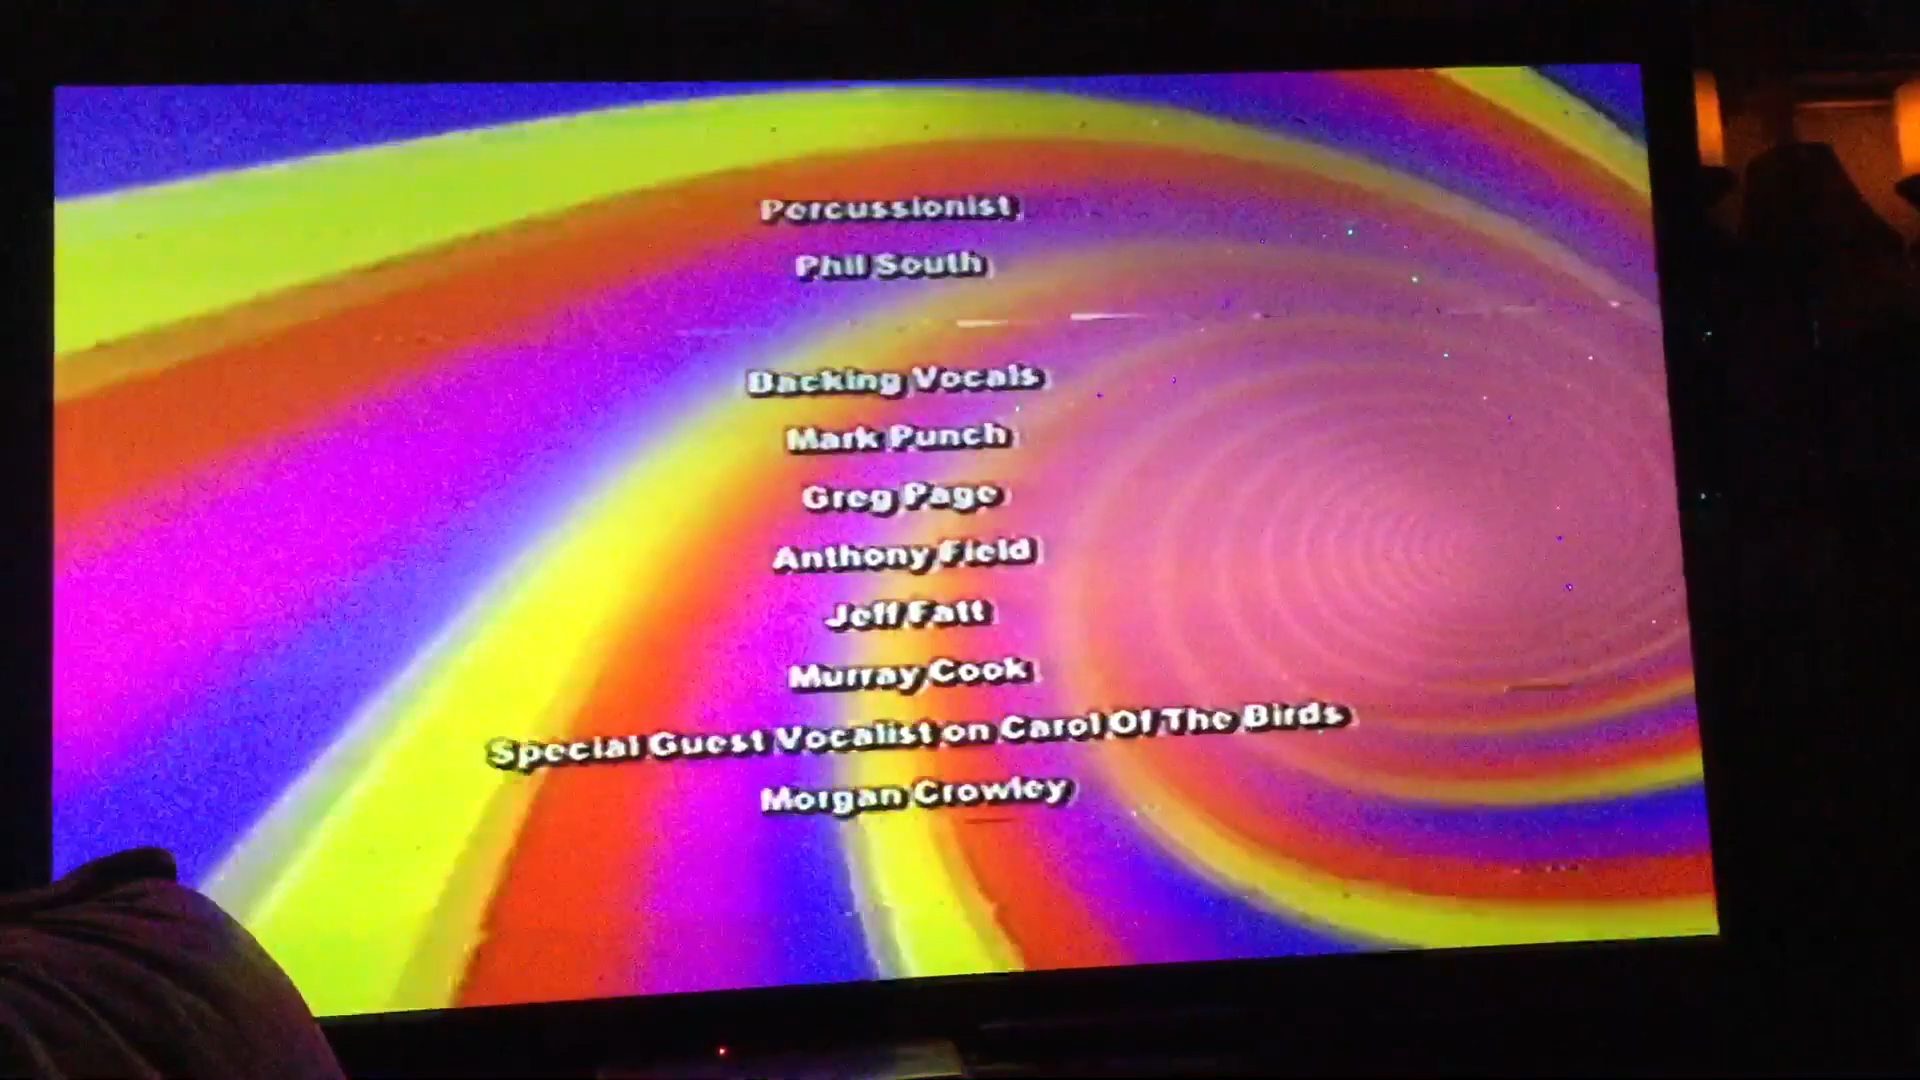 Percussionist
Phil South
Backing Vocals
Mark Punch
Greg Page
Anthony Field
Jeff Fatt
Murray Cook
Special Guest Vocalist on Carol Of The Birds
Morgan Crowley